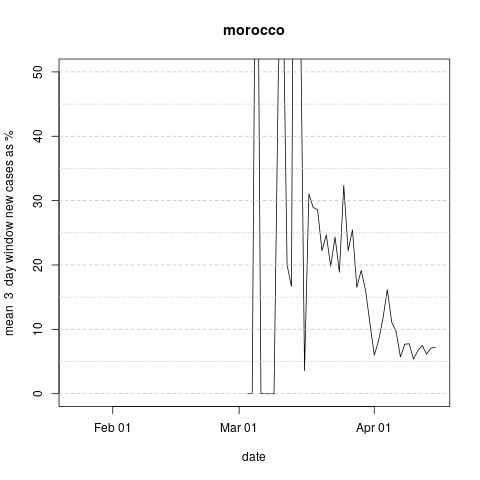 morocco
mean 3 day window new cases as %
50
40
30
20
10
0
Feb 01
Mar 01
Apr 01
date